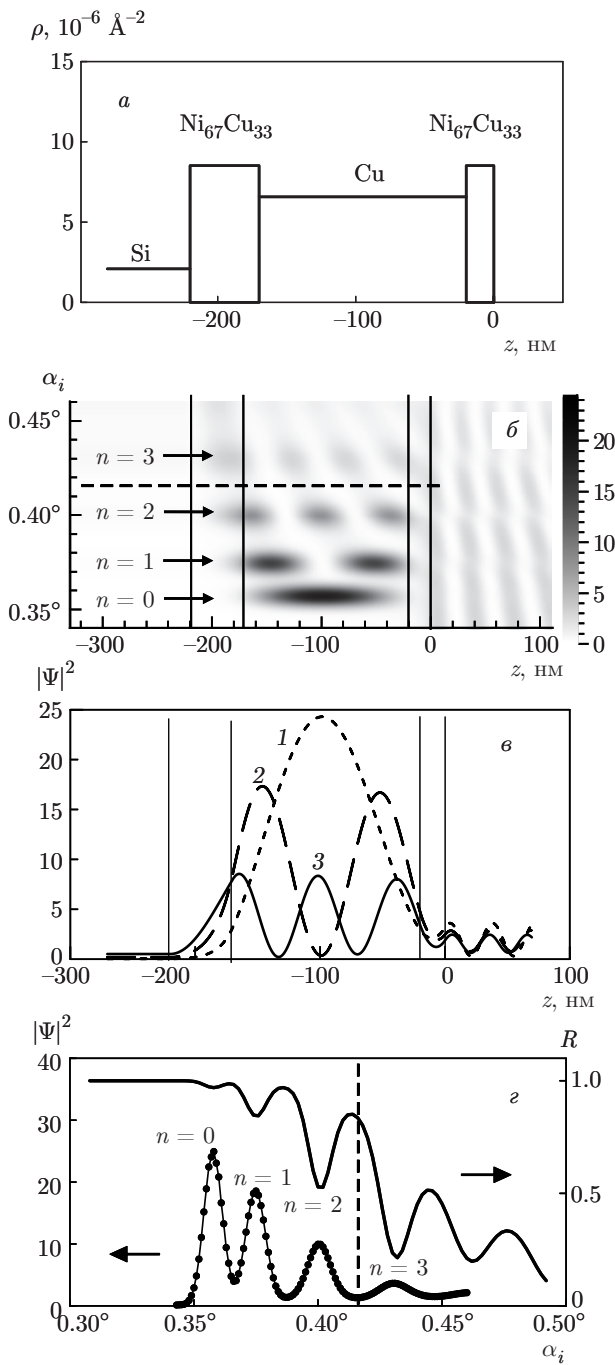 ρ, 10⁻⁶ Å⁻²
15
а
Ni₆₇Cu₃₃ Ni₆₇Cu₃₃
10
Cu
5
Si
0
−200 −100 0
z, нм
αᵢ
0.45°
б
20
n = 3
15
0.40°
n = 2
10
n = 1
5
n = 0
0.35°
0
−300 −200 −100 0 100
z, нм
|Ψ|²
25
1
в
20
2
15
10
3
5
0
−300 −200 −100 0 100
z, нм
|Ψ|² R
40
1.0
г
30
n = 0
n = 1
20
n = 2
0.5
10
n = 3
0 0
0.30° 0.35° 0.40° 0.45° 0.50°
αᵢ